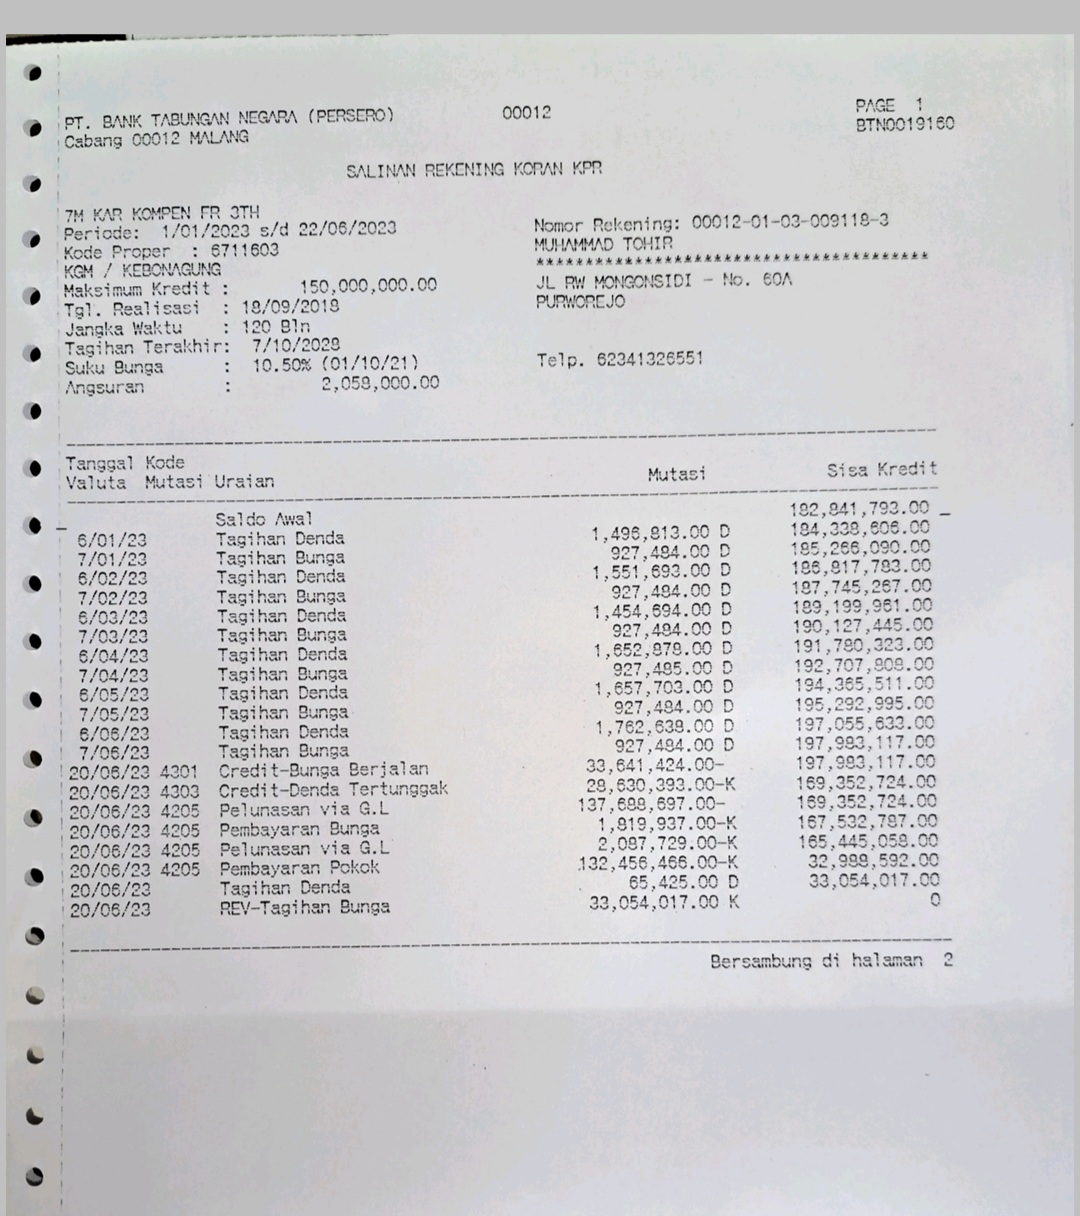 PT. BANK TABUNGAN NEGARA (PERSERO) 00012 PAGE 1
Cabang 00012 MALANG BTN0019160
SALINAN REKENING KORAN KPR
7M KAR KOMPEN FR 3TH
Periode: 1/01/2023 s/d 22/06/2023 Nomor Rekening: 00012-01-03-009118-3
Kode Proper : 6711603 MUHAMMAD TOHIR
KGM / KEBONAGUNG ****************************************
Maksimum Kredit : 150,000,000.00 JL RW MONGONSIDI - No. 60A
Tgl. Realisasi : 18/09/2018 PURWOREJO
Jangka Waktu : 120 Bln
Tagihan Terakhir: 7/10/2028
Suku Bunga : 10.50% (01/10/21) Telp. 62341326551
Angsuran : 2,058,000.00
Tanggal Kode
Valuta Mutasi Uraian Mutasi Sisa Kredit
Saldo Awal 182,841,793.00
6/01/23 Tagihan Denda 1,496,813.00 D 184,338,606.00
7/01/23 Tagihan Bunga 927,484.00 D 185,266,090.00
6/02/23 Tagihan Denda 1,551,693.00 D 186,817,783.00
7/02/23 Tagihan Bunga 927,484.00 D 187,745,267.00
6/03/23 Tagihan Denda 1,454,694.00 D 189,199,961.00
7/03/23 Tagihan Bunga 927,484.00 D 190,127,445.00
6/04/23 Tagihan Denda 1,652,878.00 D 191,780,323.00
7/04/23 Tagihan Bunga 927,485.00 D 192,707,808.00
6/05/23 Tagihan Denda 1,657,703.00 D 194,365,511.00
7/05/23 Tagihan Bunga 927,484.00 D 195,292,995.00
6/06/23 Tagihan Denda 1,762,638.00 D 197,055,633.00
7/06/23 Tagihan Bunga 927,484.00 D 197,983,117.00
20/06/23 4301 Credit-Bunga Berjalan 33,641,424.00- 197,983,117.00
20/06/23 4303 Credit-Denda Tertunggak 28,630,393.00-K 169,352,724.00
20/06/23 4205 Pelunasan via G.L 137,688,697.00- 169,352,724.00
20/06/23 4205 Pembayaran Bunga 1,819,937.00-K 167,532,787.00
20/06/23 4205 Pelunasan via G.L 2,087,729.00-K 165,445,058.00
20/06/23 4205 Pembayaran Pokok 132,456,466.00-K 32,988,592.00
20/06/23 Tagihan Denda 65,425.00 D 33,054,017.00
20/06/23 REV-Tagihan Bunga 33,054,017.00 K 0
Bersambung di halaman 2